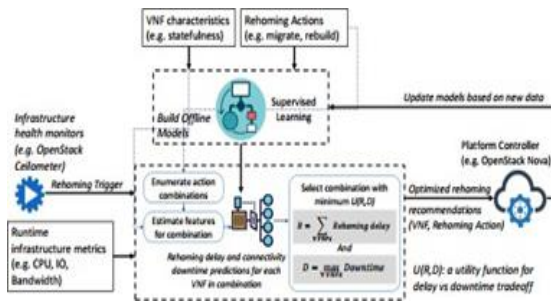 VNF characteristics
(e.g. statefulness)
Rehoming Actions
(e.g. migrate, rebuild)
Build Offline
Models
Supervised
Learning
Update models based on new data
Infrastructure
health monitors
(e.g. OpenStack
Ceilometer)
Rehoming Trigger
Runtime
infrastructure metrics
(e.g. CPU, IO,
Bandwidth)
Enumerate action
combinations
Estimate features
for combination
Rehoming delay and connectivity
downtime predictions for each
VNF in combination
Select combination with
minimum U(R,D)
R = ∑ Rehoming delay
∀VNFs
And
D = max Downtime
∀VNFs
Platform Controller
(e.g. OpenStack Nova)
Optimized rehoming
recommendations
(VNF, Rehoming Action)
U(R,D): a utility function for
delay vs downtime tradeoff